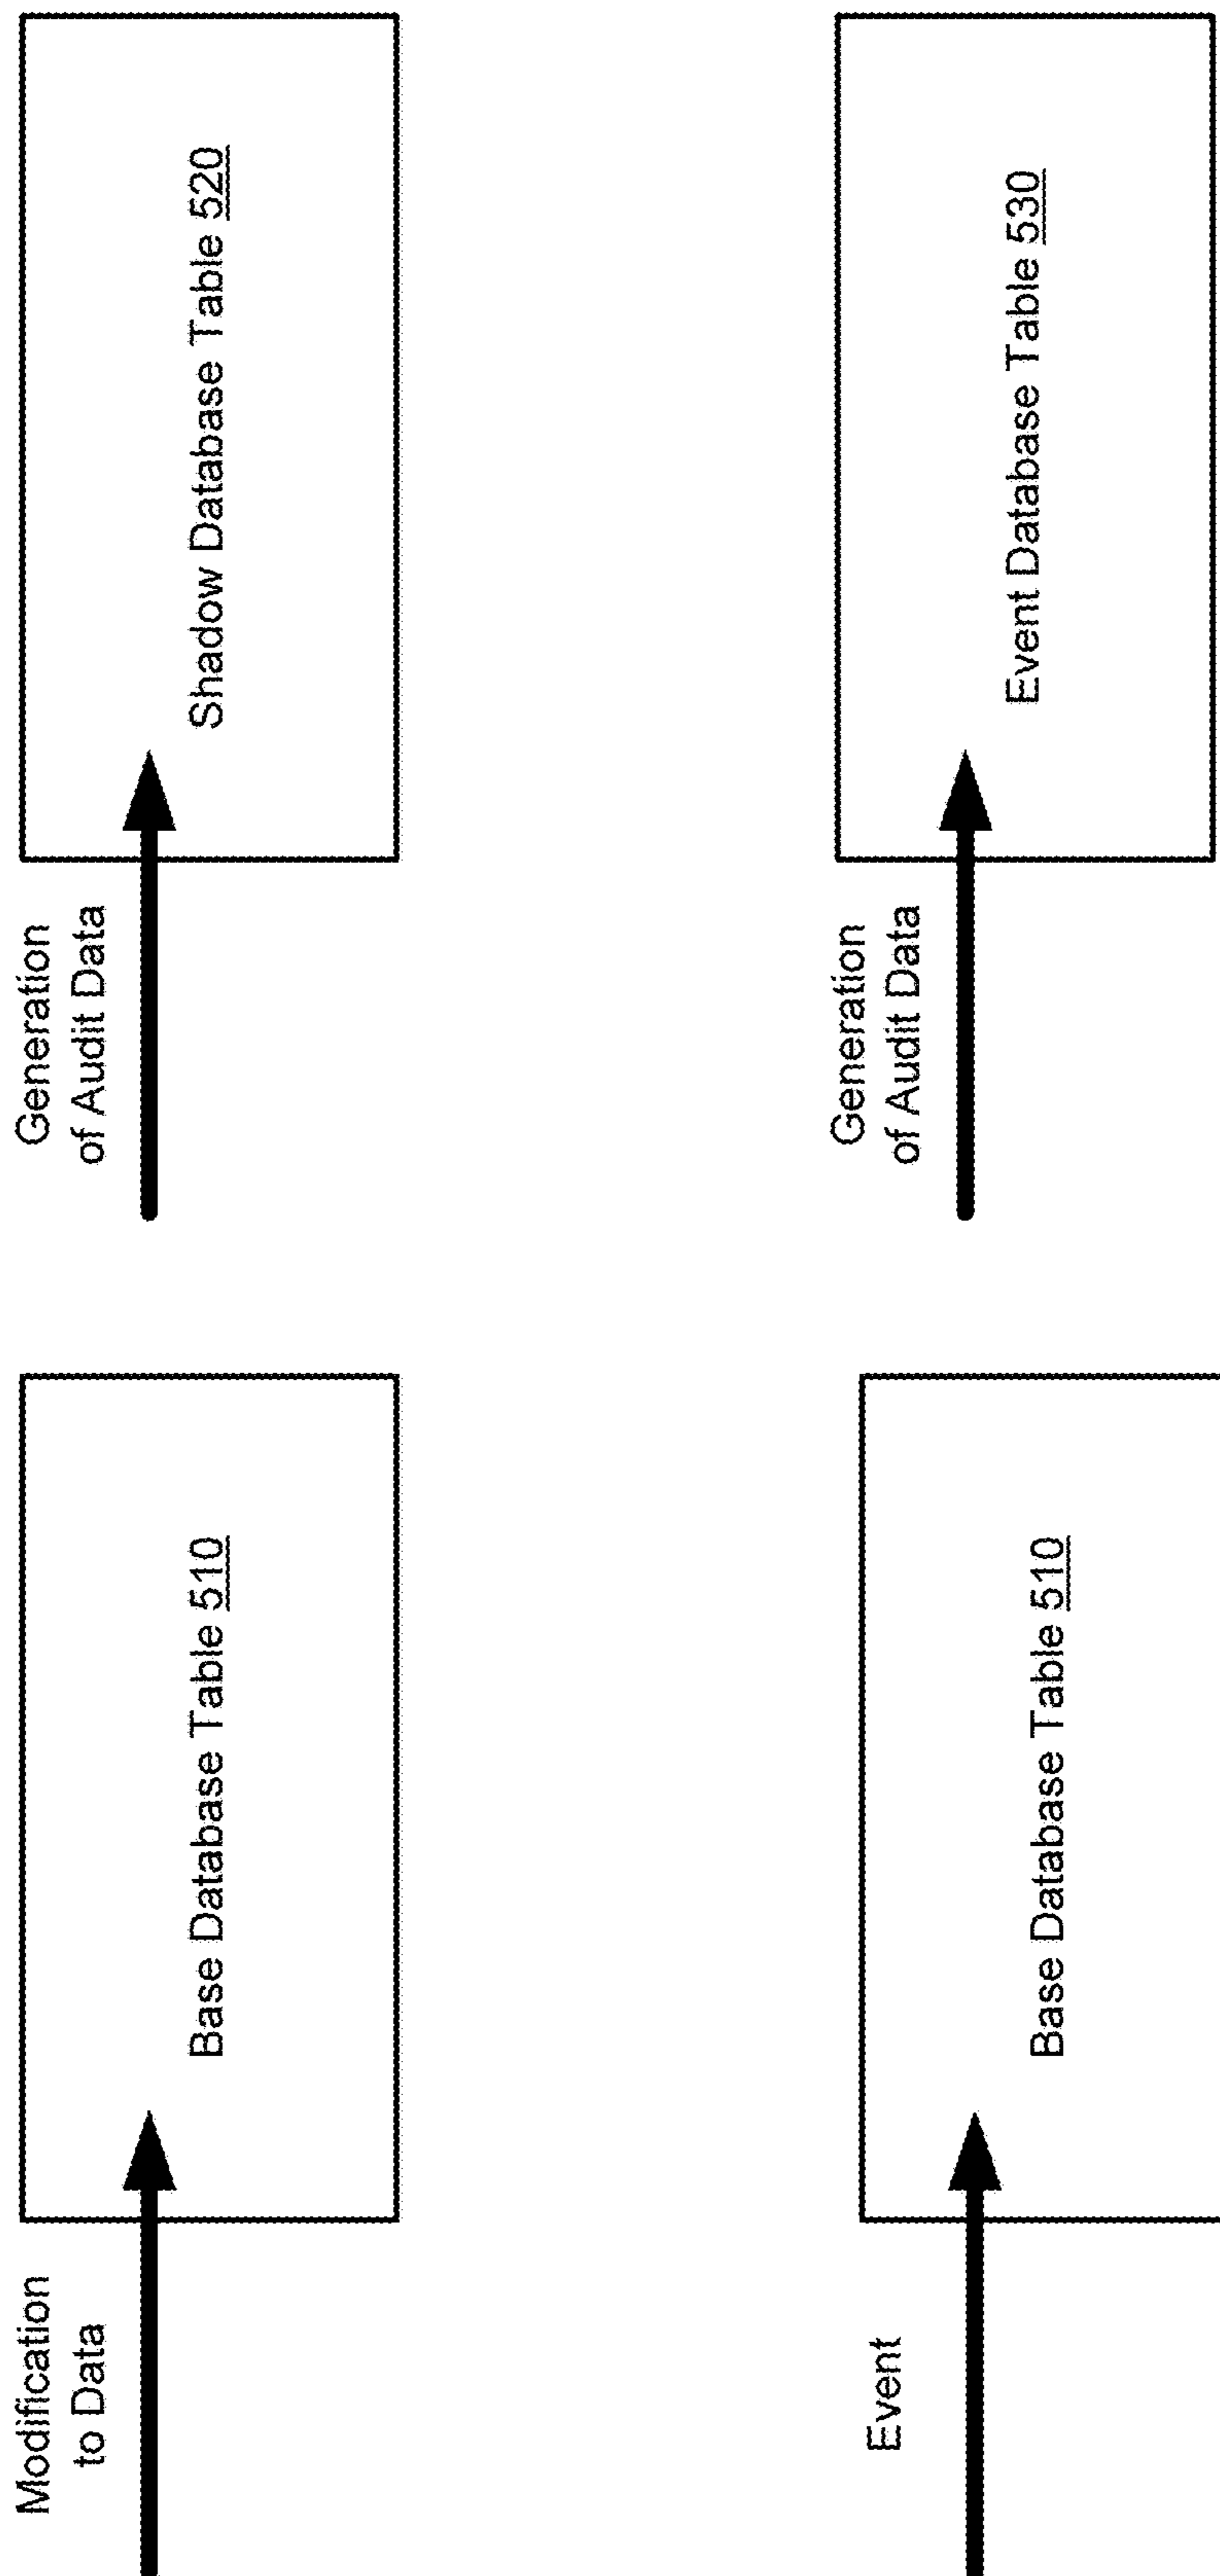 Modification
to Data
Base Database Table 510
Generation
of Audit Data
Shadow Database Table 520
Event
Base Database Table 510
Generation
of Audit Data
Event Database Table 530